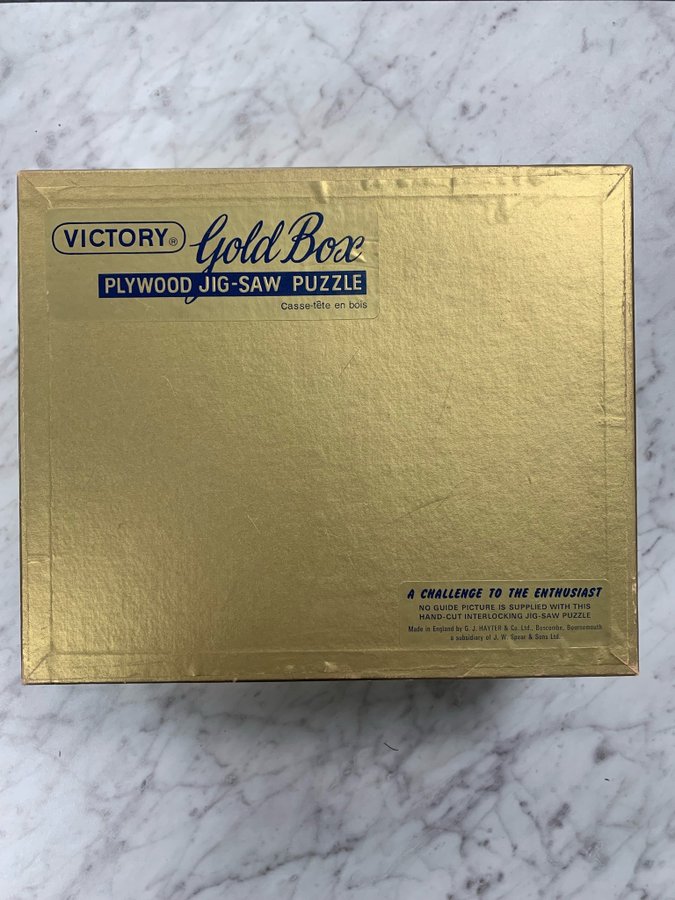 VICTORY® Gold Box
PLYWOOD JIG-SAW PUZZLE
Casse-tête en bois
A CHALLENGE TO THE ENTHUSIAST
NO GUIDE PICTURE IS SUPPLIED WITH THIS
HAND-CUT INTERLOCKING JIG-SAW PUZZLE
Made in England by G. J. HAYTER & Co. Ltd., Boscombe, Bournemouth
a subsidiary of J. W. Spear & Sons Ltd.